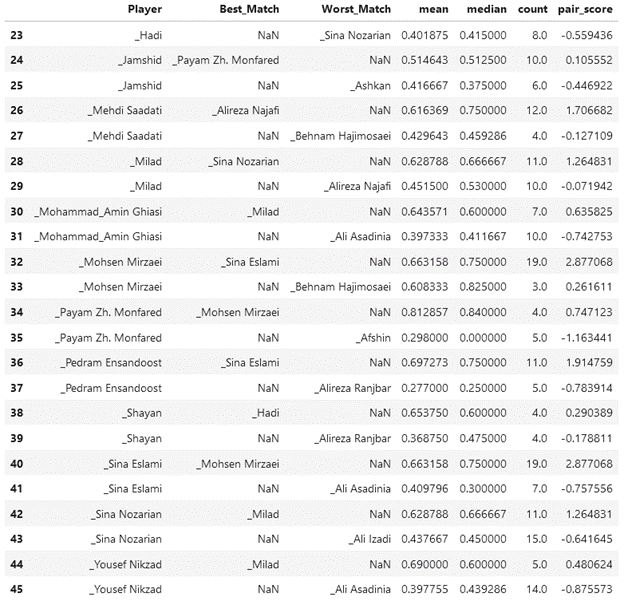 Player Best_Match Worst_Match mean median count pair_score
23 _Hadi NaN _Sina Nozarian 0.401875 0.415000 8.0 -0.559436
24 _Jamshid _Payam Zh. Monfared NaN 0.514643 0.512500 10.0 0.105552
25 _Jamshid NaN _Ashkan 0.416667 0.375000 6.0 -0.446922
26 _Mehdi Saadati _Alireza Najafi NaN 0.616369 0.750000 12.0 1.706682
27 _Mehdi Saadati NaN _Behnam Hajimosaei 0.429643 0.459286 4.0 -0.127109
28 _Milad _Sina Nozarian NaN 0.628788 0.666667 11.0 1.264831
29 _Milad NaN _Alireza Najafi 0.451500 0.530000 10.0 -0.071942
30 _Mohammad_Amin Ghiasi _Milad NaN 0.643571 0.600000 7.0 0.635825
31 _Mohammad_Amin Ghiasi NaN _Ali Asadinia 0.397333 0.411667 10.0 -0.742753
32 _Mohsen Mirzaei _Sina Eslami NaN 0.663158 0.750000 19.0 2.877068
33 _Mohsen Mirzaei NaN _Behnam Hajimosaei 0.608333 0.825000 3.0 0.261611
34 _Payam Zh. Monfared _Mohsen Mirzaei NaN 0.812857 0.840000 4.0 0.747123
35 _Payam Zh. Monfared NaN _Afshin 0.298000 0.000000 5.0 -1.163441
36 _Pedram Ensandoost _Sina Eslami NaN 0.697273 0.750000 11.0 1.914759
37 _Pedram Ensandoost NaN _Alireza Ranjbar 0.277000 0.250000 5.0 -0.783914
38 _Shayan _Hadi NaN 0.653750 0.600000 4.0 0.290389
39 _Shayan NaN _Alireza Ranjbar 0.368750 0.475000 4.0 -0.178811
40 _Sina Eslami _Mohsen Mirzaei NaN 0.663158 0.750000 19.0 2.877068
41 _Sina Eslami NaN _Ali Asadinia 0.409796 0.300000 7.0 -0.757556
42 _Sina Nozarian _Milad NaN 0.628788 0.666667 11.0 1.264831
43 _Sina Nozarian NaN _Ali Izadi 0.437667 0.450000 15.0 -0.641645
44 _Yousef Nikzad _Milad NaN 0.690000 0.600000 5.0 0.480624
45 _Yousef Nikzad NaN _Ali Asadinia 0.397755 0.439286 14.0 -0.875573